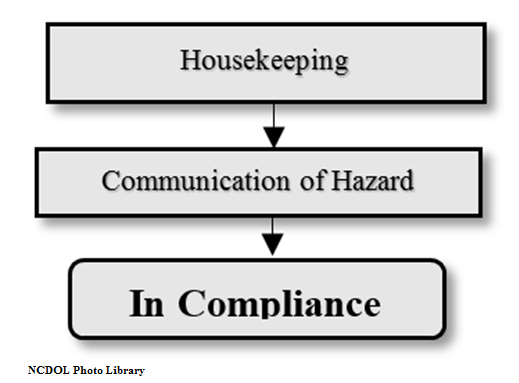 Housekeeping
Communication of Hazard
In Compliance
NCDOL Photo Library